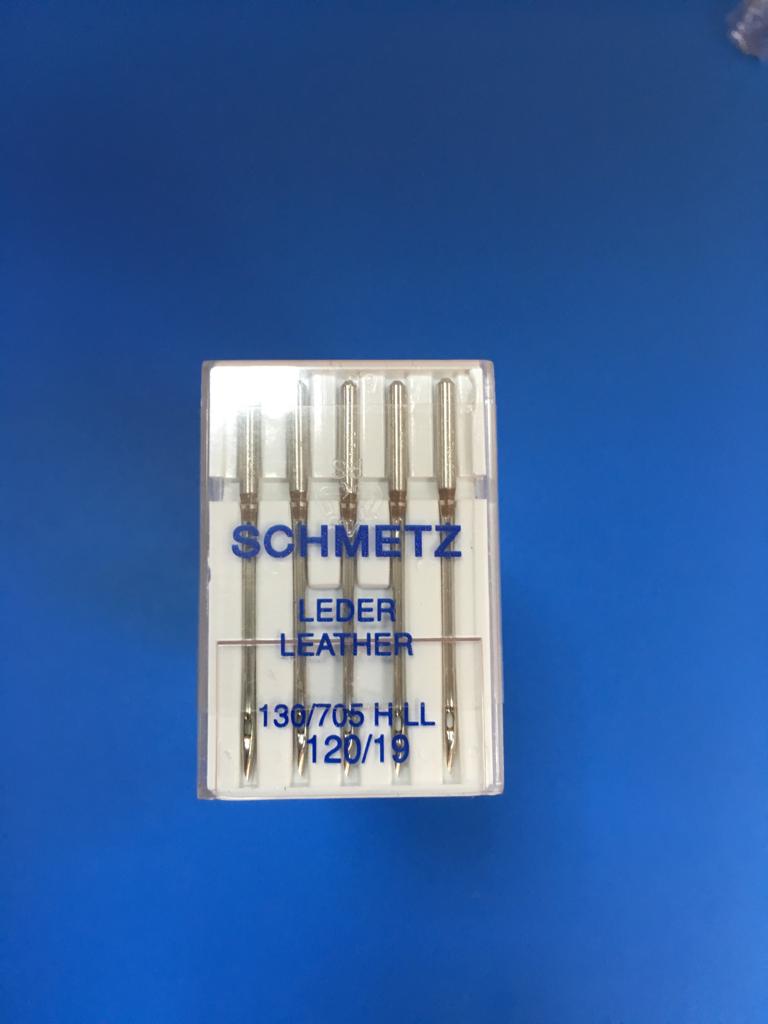 SCHMETZ
LEDER
LEATHER
130/705 H LL
120/19